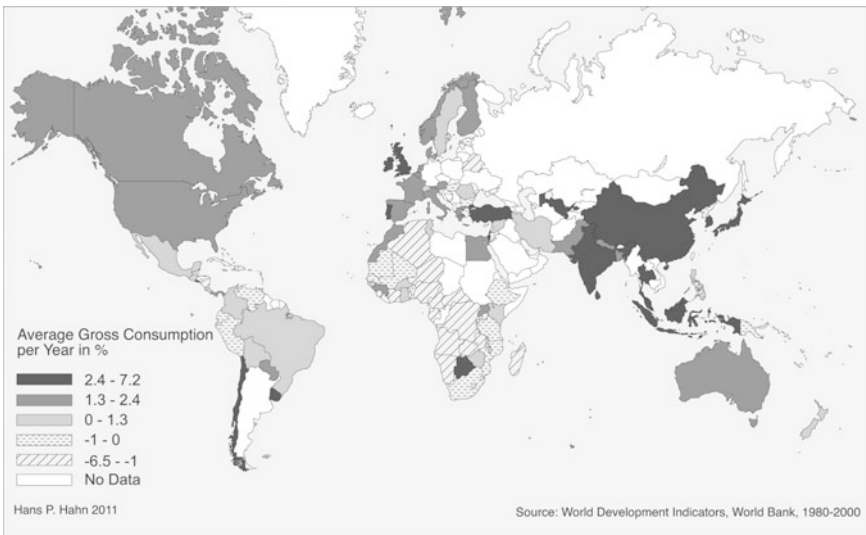 Average Gross Consumption
per Year in %
2.4 - 7.2
1.3 - 2.4
0 - 1.3
-1 - 0
-6.5 - -1
No Data
Hans P. Hahn 2011
Source: World Development Indicators, World Bank, 1980-2000